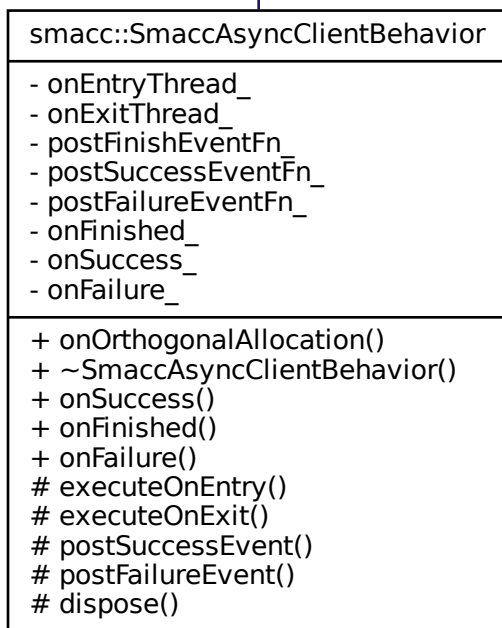 smacc::SmaccAsyncClientBehavior
- onEntryThread_
- onExitThread_
- postFinishEventFn_
- postSuccessEventFn_
- postFailureEventFn_
- onFinished_
- onSuccess_
- onFailure_
+ onOrthogonalAllocation()
+ ~SmaccAsyncClientBehavior()
+ onSuccess()
+ onFinished()
+ onFailure()
# executeOnEntry()
# executeOnExit()
# postSuccessEvent()
# postFailureEvent()
# dispose()